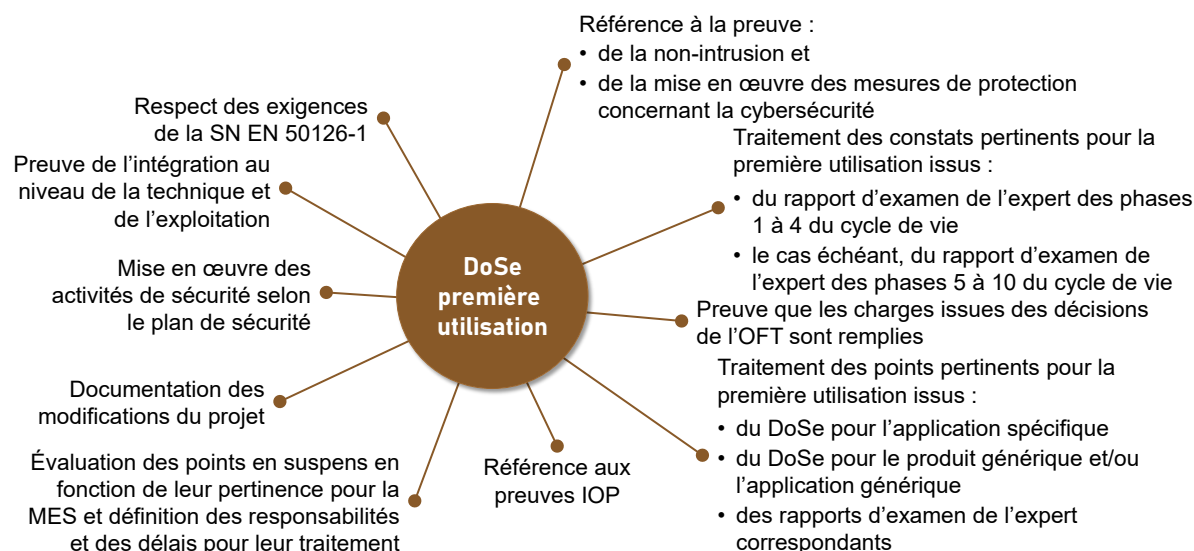 Référence à la preuve :
• de la non-intrusion et
• de la mise en œuvre des mesures de protection
concernant la cybersécurité
Respect des exigences
de la SN EN 50126-1
Traitement des constats pertinents pour la
première utilisation issus :
• du rapport d’examen de l’expert des phases
1 à 4 du cycle de vie
• le cas échéant, du rapport d’examen de
l’expert des phases 5 à 10 du cycle de vie
Preuve de l’intégration au
niveau de la technique et
de l’exploitation
DoSe
première
utilisation
Mise en œuvre des
activités de sécurité selon
le plan de sécurité
Preuve que les charges issues des décisions
de l’OFT sont remplies
Documentation des
modifications du projet
Traitement des points pertinents pour la
première utilisation issus :
• du DoSe pour l’application spécifique
• du DoSe pour le produit générique et/ou
l’application générique
• des rapports d’examen de l’expert
correspondants
Évaluation des points en suspens en
fonction de leur pertinence pour la
MES et définition des responsabilités
et des délais pour leur traitement
Référence aux
preuves IOP